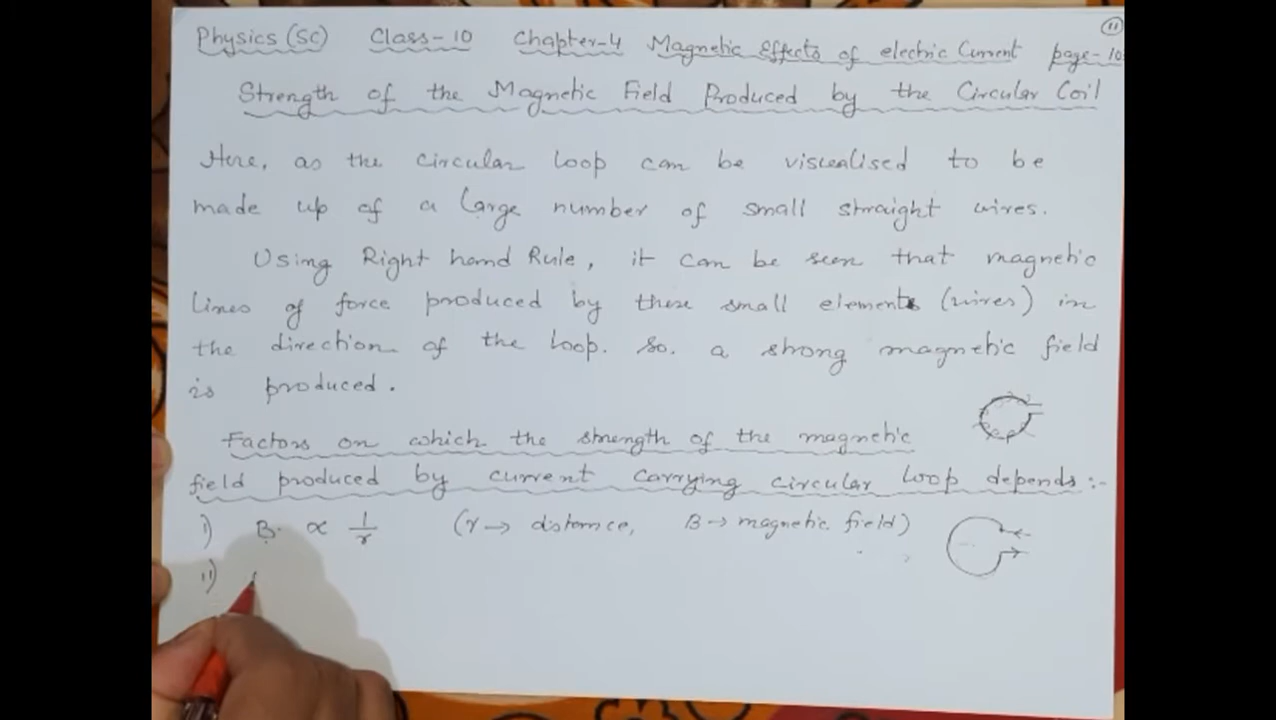 11
Physics (SC) Class-10 Chapter-4 Magnetic Effects of electric Current page-10
Strength of the Magnetic Field Produced by the Circular Coil
Here, as the circular loop can be visualised to be
made up of a large number of small straight wires.
Using Right hand Rule, it can be seen that magnetic
lines of force produced by these small elements (wires) in
the direction of the loop. So. a strong magnetic field
is produced.
Factors on which the strength of the magnetic
field produced by current carrying circular loop depends :-
i) B ∝ 1/r (r → distance, B → magnetic field)
ii)